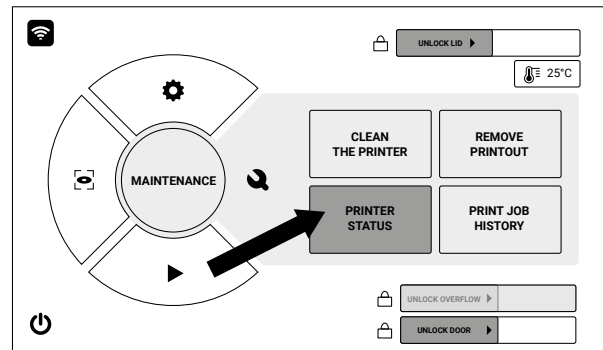 UNLOCK LID
25°C
CLEAN
THE PRINTER
REMOVE
PRINTOUT
MAINTENANCE
PRINTER
STATUS
PRINT JOB
HISTORY
UNLOCK OVERFLOW
UNLOCK DOOR